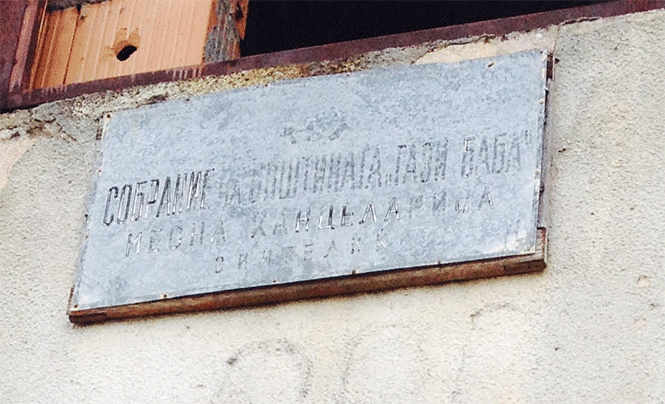 СОБРАНИЕ НА ОПШТИНАТА „ГАЗИ БАБА"
МЕСНА КАНЦЕЛАРИЈА